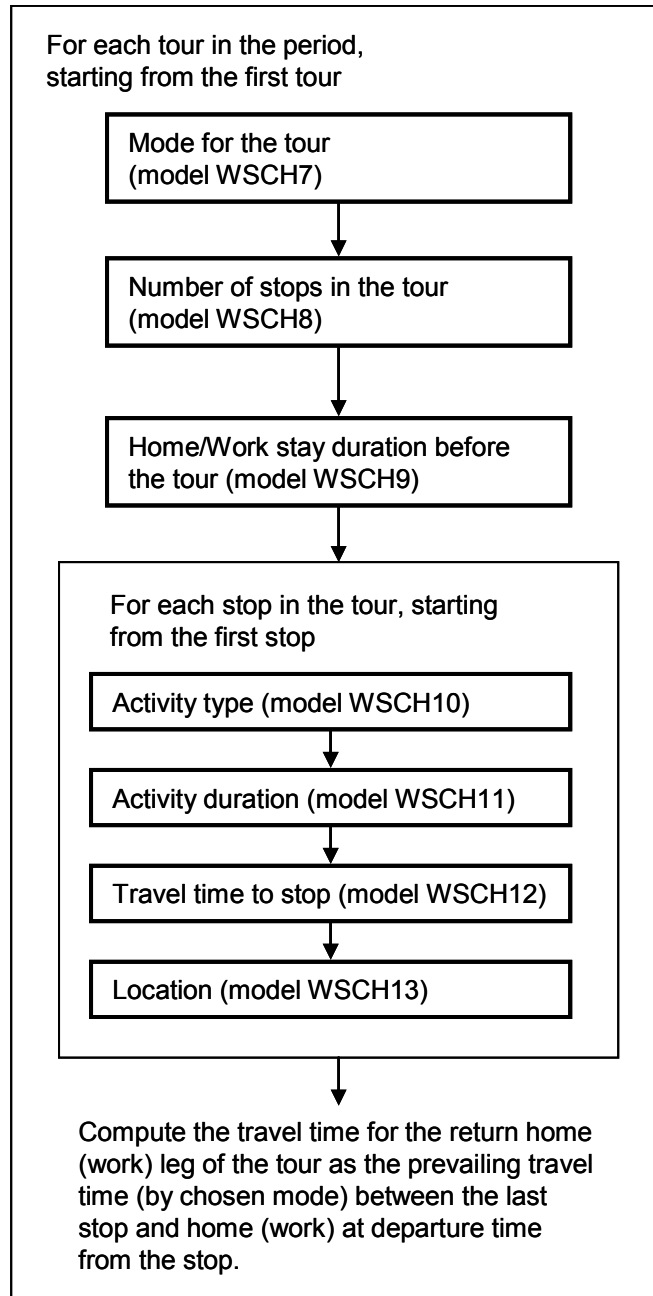 For each tour in the period,
starting from the first tour
Mode for the tour
(model WSCH7)
Number of stops in the tour
(model WSCH8)
Home/Work stay duration before
the tour (model WSCH9)
For each stop in the tour, starting
from the first stop
Activity type (model WSCH10)
Activity duration (model WSCH11)
Travel time to stop (model WSCH12)
Location (model WSCH13)
Compute the travel time for the return home
(work) leg of the tour as the prevailing travel
time (by chosen mode) between the last
stop and home (work) at departure time
from the stop.